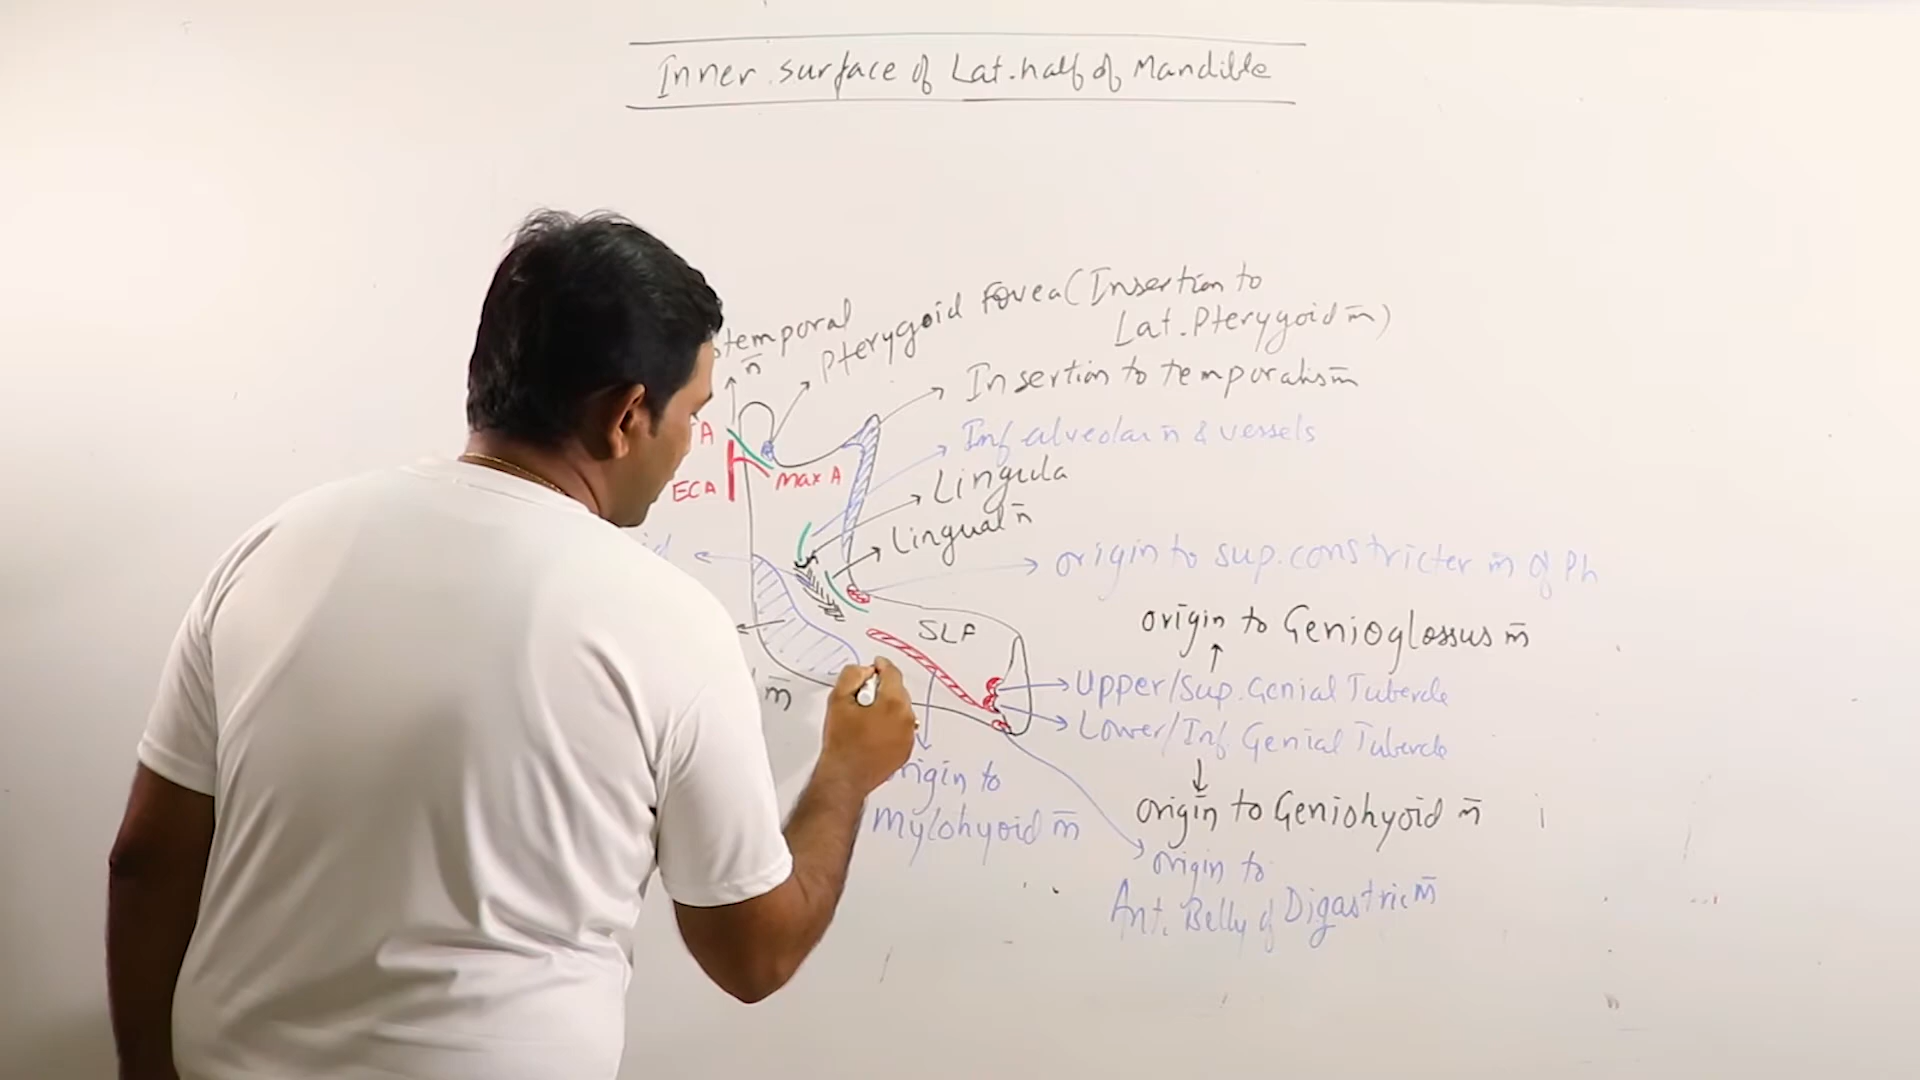 Inner surface of Lat. half of Mandible
temporal
n̄
Pterygoid Fovea (Insertion to
Lat. Pterygoid m̄)
Insertion to temporalis m̄
A
Inf alveolar n̄ & vessels
ECA
Max A
Lingula
Lingual n̄
id
origin to sup. constricter m̄ of Ph
SLF
origin to Genioglossus m̄
Upper/Sup. Genial Tubercle
Lower/Inf. Genial Tubercle
m̄
origin to
Mylohyoid m̄
origin to Geniohyoid m̄
origin to
Ant. Belly of Digastric m̄